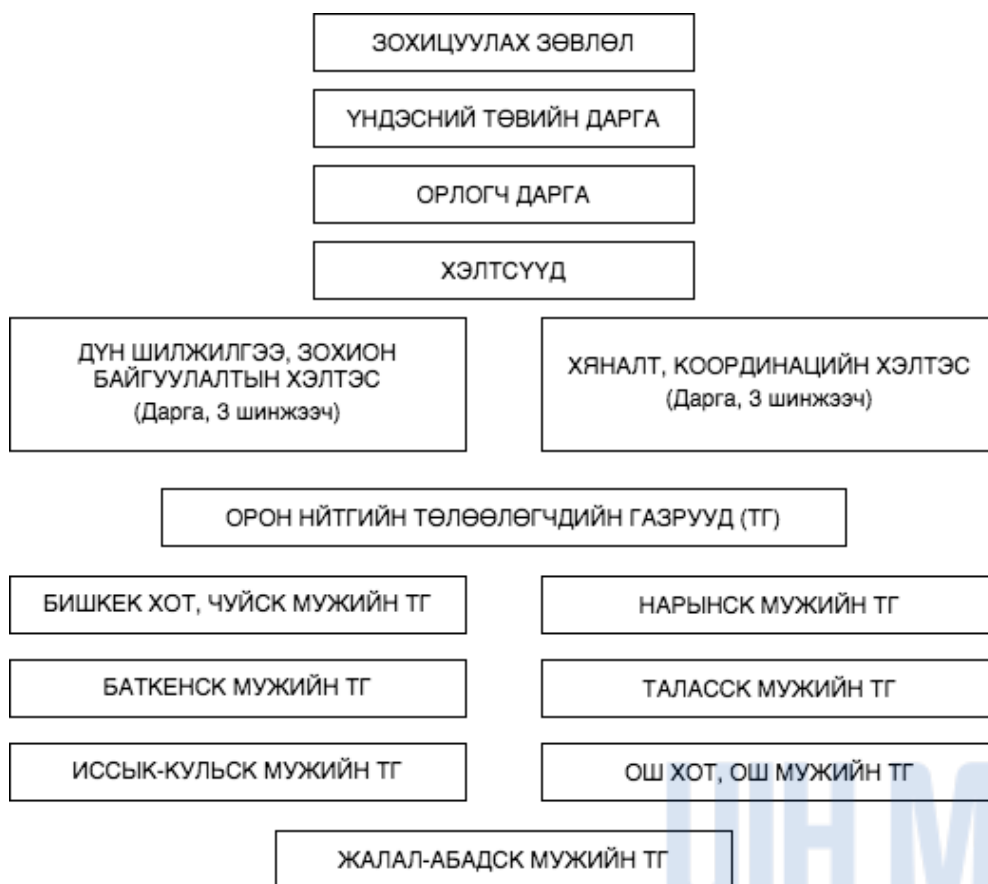 ЗОХИЦУУЛАХ ЗӨВЛӨЛ
ҮНДЭСНИЙ ТӨВИЙН ДАРГА
ОРЛОГЧ ДАРГА
ХЭЛТСҮҮД
ДҮН ШИЛЖИЛГЭЭ, ЗОХИОН
БАЙГУУЛАЛТЫН ХЭЛТЭС
(Дарга, 3 шинжээч)
ХЯНАЛТ, КООРДИНАЦИЙН ХЭЛТЭС
(Дарга, 3 шинжээч)
ОРОН НЙТГИЙН ТӨЛӨӨЛӨГЧДИЙН ГАЗРУУД (ТГ)
БИШКЕК ХОТ, ЧУЙСК МУЖИЙН ТГ
НАРЫНСК МУЖИЙН ТГ
БАТКЕНСК МУЖИЙН ТГ
ТАЛАССК МУЖИЙН ТГ
ИССЫК-КУЛЬСК МУЖИЙН ТГ
ОШ ХОТ, ОШ МУЖИЙН ТГ
ЖАЛАЛ-АБАДСК МУЖИЙН ТГ